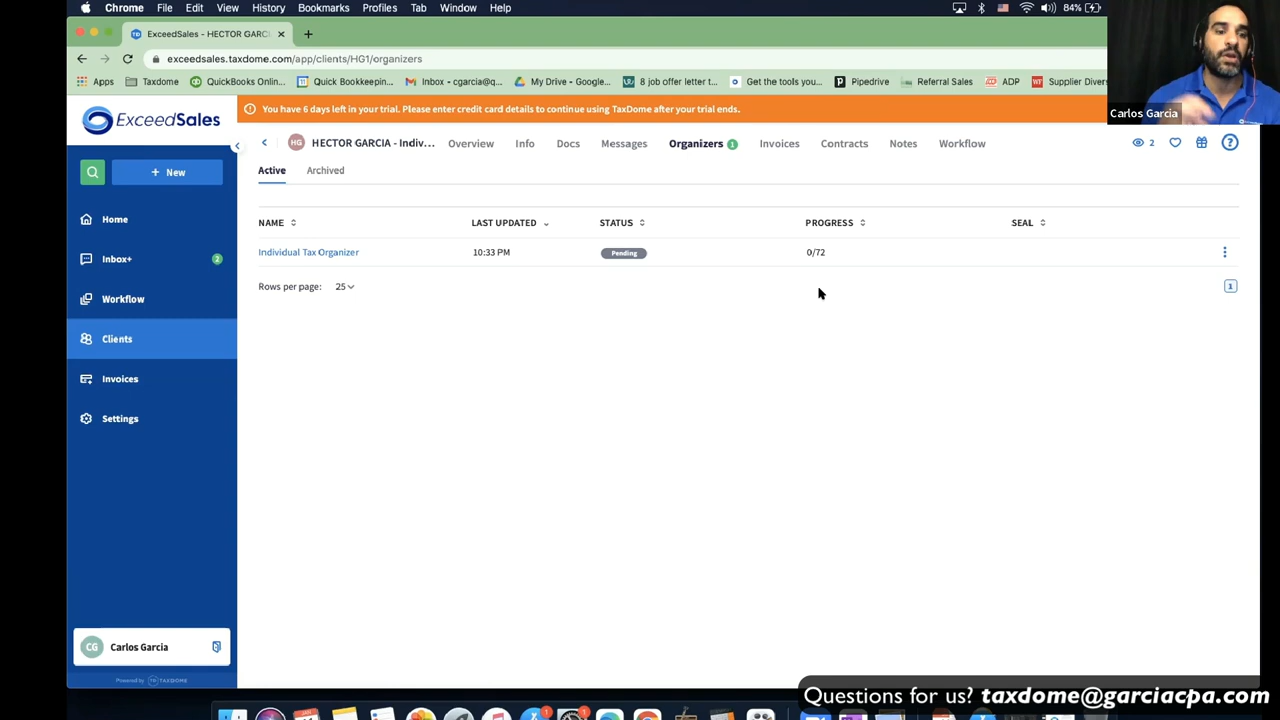 Chrome File Edit View History Bookmarks Profiles Tab Window Help 84%
ExceedSales - HECTOR GARCI
exceedsales.taxdome.com/app/clients/HG1/organizers
Apps Taxdome QuickBooks Onlin... Quick Bookkeepin... Inbox - cgarcia@q... My Drive - Google... 8 job offer letter t... Get the tools you... Pipedrive Referral Sales ADP Supplier Divers
Carlos Garcia
ExceedSales
You have 6 days left in your trial. Please enter credit card details to continue using TaxDome after your trial ends.
HG HECTOR GARCIA - Indiv... Overview Info Docs Messages Organizers 1 Invoices Contracts Notes Workflow 2 ?
Active Archived
+ New
Home
Inbox+ 2
Workflow
Clients
Invoices
Settings
NAME LAST UPDATED STATUS PROGRESS SEAL
Individual Tax Organizer 10:33 PM Pending 0/72
Rows per page: 25 1
CG Carlos Garcia
Powered by TD TAXDOME
Questions for us? taxdome@garciacpa.com